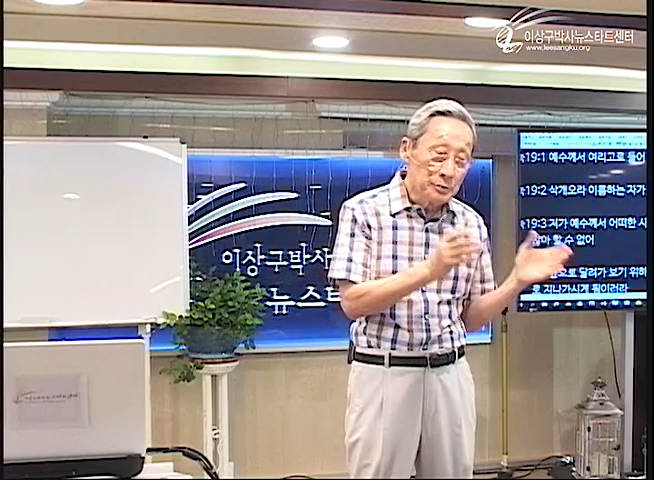 이상구박사뉴스타트센터
www.leesangku.org
19:1 예수께서 여리고로 들어
19:2 삭개오라 이름하는 자가
19:3 저가 예수께서 어떠한 사
할 수 없어
앞으로 달려가 보기 위하
로 지나가시게 됨이러라
이상구박사
뉴스